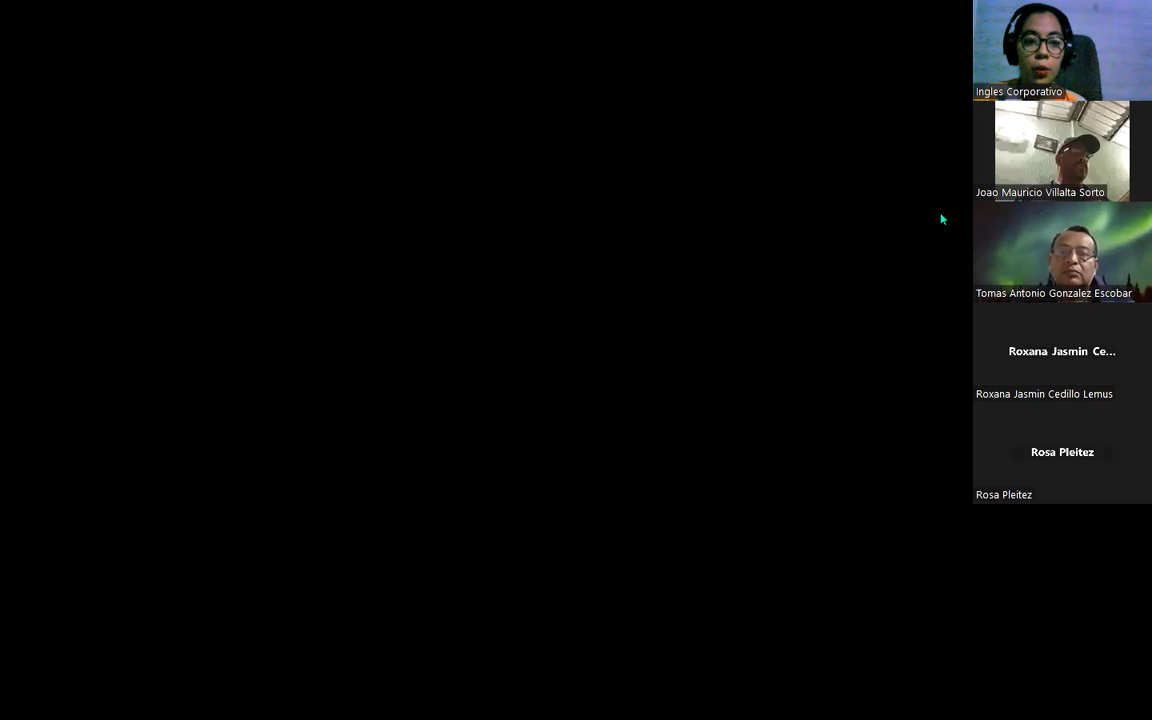 Ingles Corporativo
Joao Mauricio Villalta Sorto
Tomas Antonio Gonzalez Escobar
Roxana Jasmin Ce...
Roxana Jasmin Cedillo Lemus
Rosa Pleitez
Rosa Pleitez